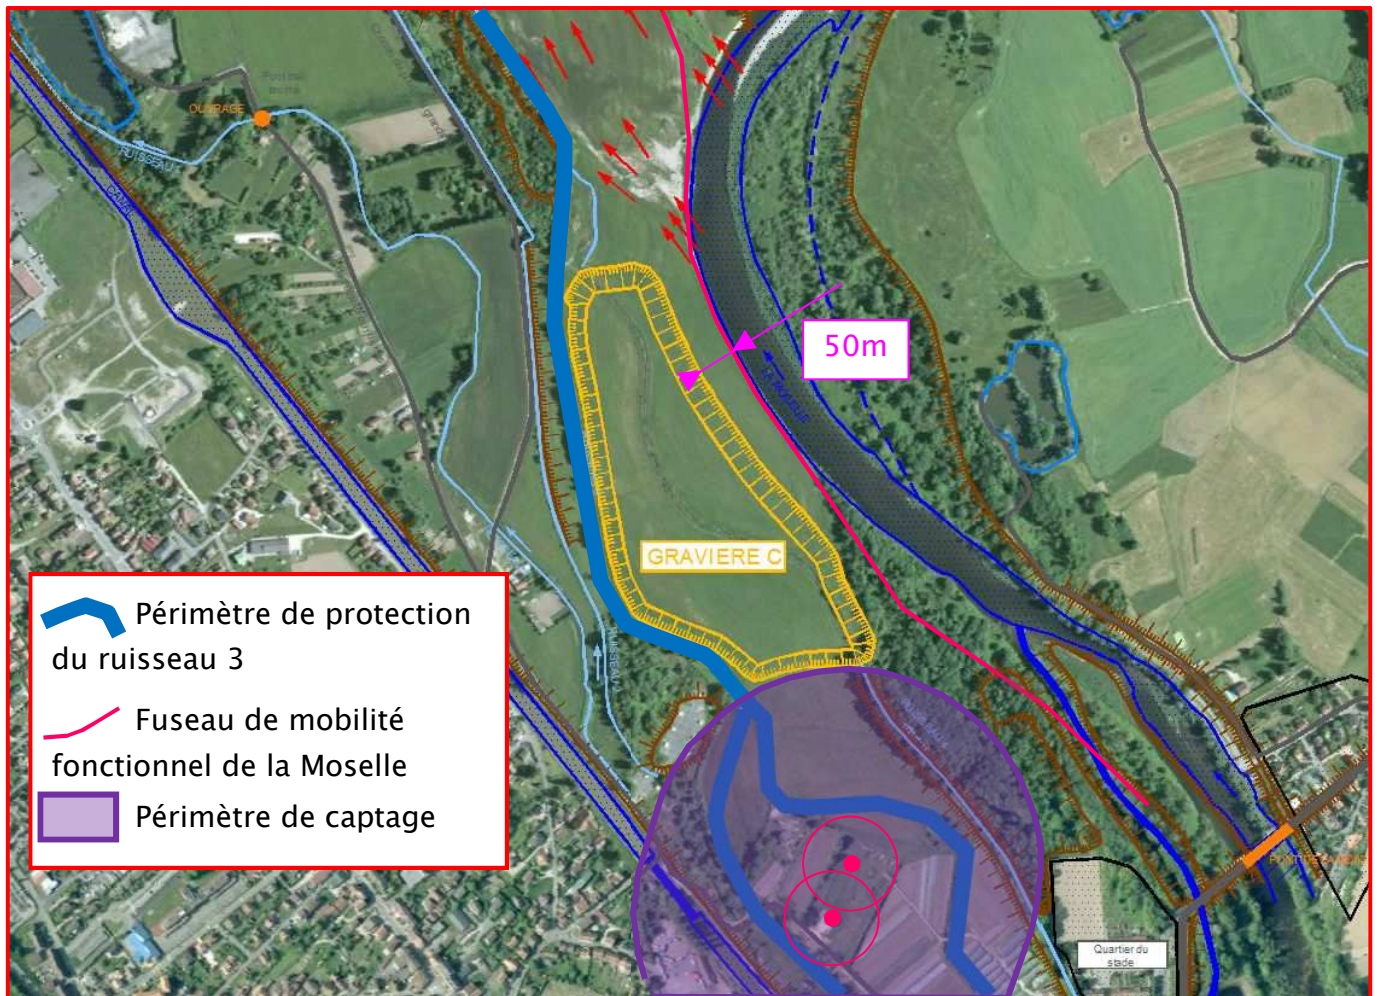 OUVRAGE
RUISSEAU
CANAL
50m
GRAVIERE C
Périmètre de protection
du ruisseau 3
Fuseau de mobilité
fonctionnel de la Moselle
Périmètre de captage
Quartier du
stade